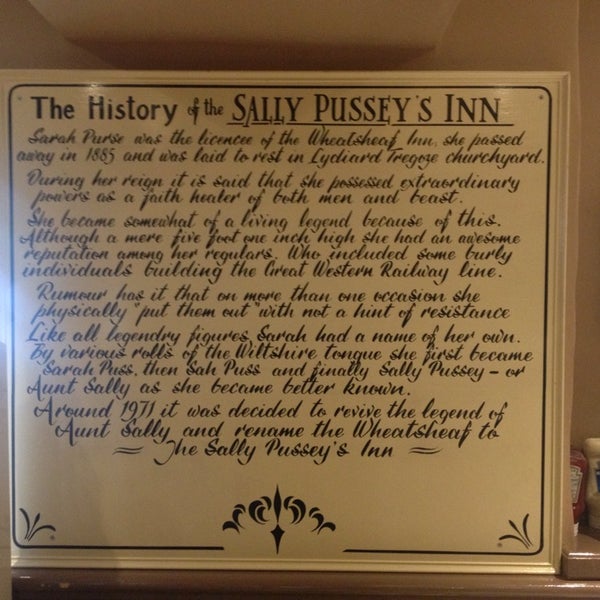 The History of the SALLY PUSSEY'S INN
Sarah Purse was the licencee of the Wheatsheaf Inn, she passed
away in 1885 and was laid to rest in Lydiard Tregoze churchyard.
During her reign it is said that she possessed extraordinary
powers as a faith healer of both men and beast.
She became somewhat of a living legend because of this.
Although a mere five foot one inch high she had an awesome
reputation among her regulars. Who included some burly
individuals building the Great Western Railway line.
Rumour has it that on more than one occasion she
physically "put them out" with not a hint of resistance
Like all legendry figures, Sarah had a name of her own.
By various rolls of the Wiltshire tongue she first became
Sarah Puss, then Sah Puss and finally Sally Pussey - or
Aunt Sally as she became better known.
Around 1971 it was decided to revive the legend of
Aunt Sally and rename the Wheatsheaf to
The Sally Pussey's Inn